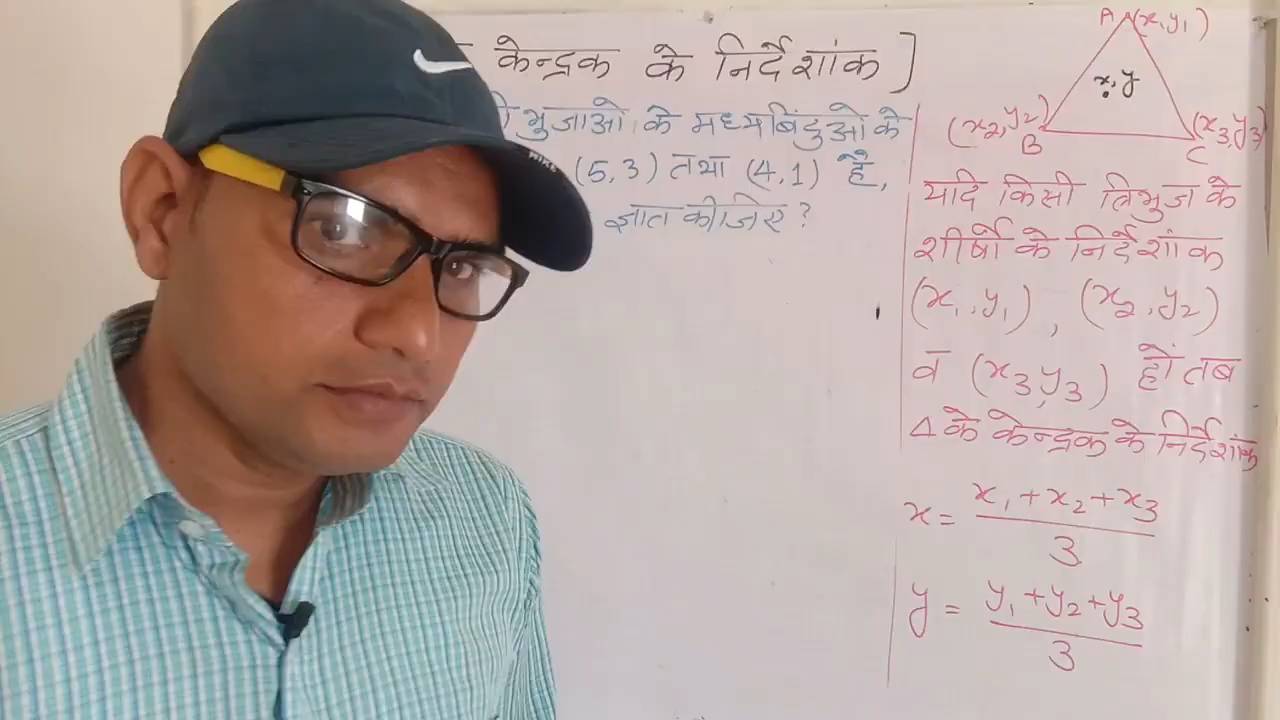 केन्द्रक के निर्देशांक ]
भुजाओ के मध्यबिंदुओ के
(5,3) तथा (4,1) है,
ज्ञात कीजिए ?
NIKE
A (x, y₁)
x, y
(x₂, y₂)
B
(x₃, y₃)
C
यदि किसी त्रिभुज के
शीर्षो के निर्देशांक
(x₁, y₁), (x₂, y₂)
व (x₃, y₃) हों तब
Δ के केन्द्रक के निर्देशांक
x = x₁ + x₂ + x₃ / 3
y = y₁ + y₂ + y₃ / 3